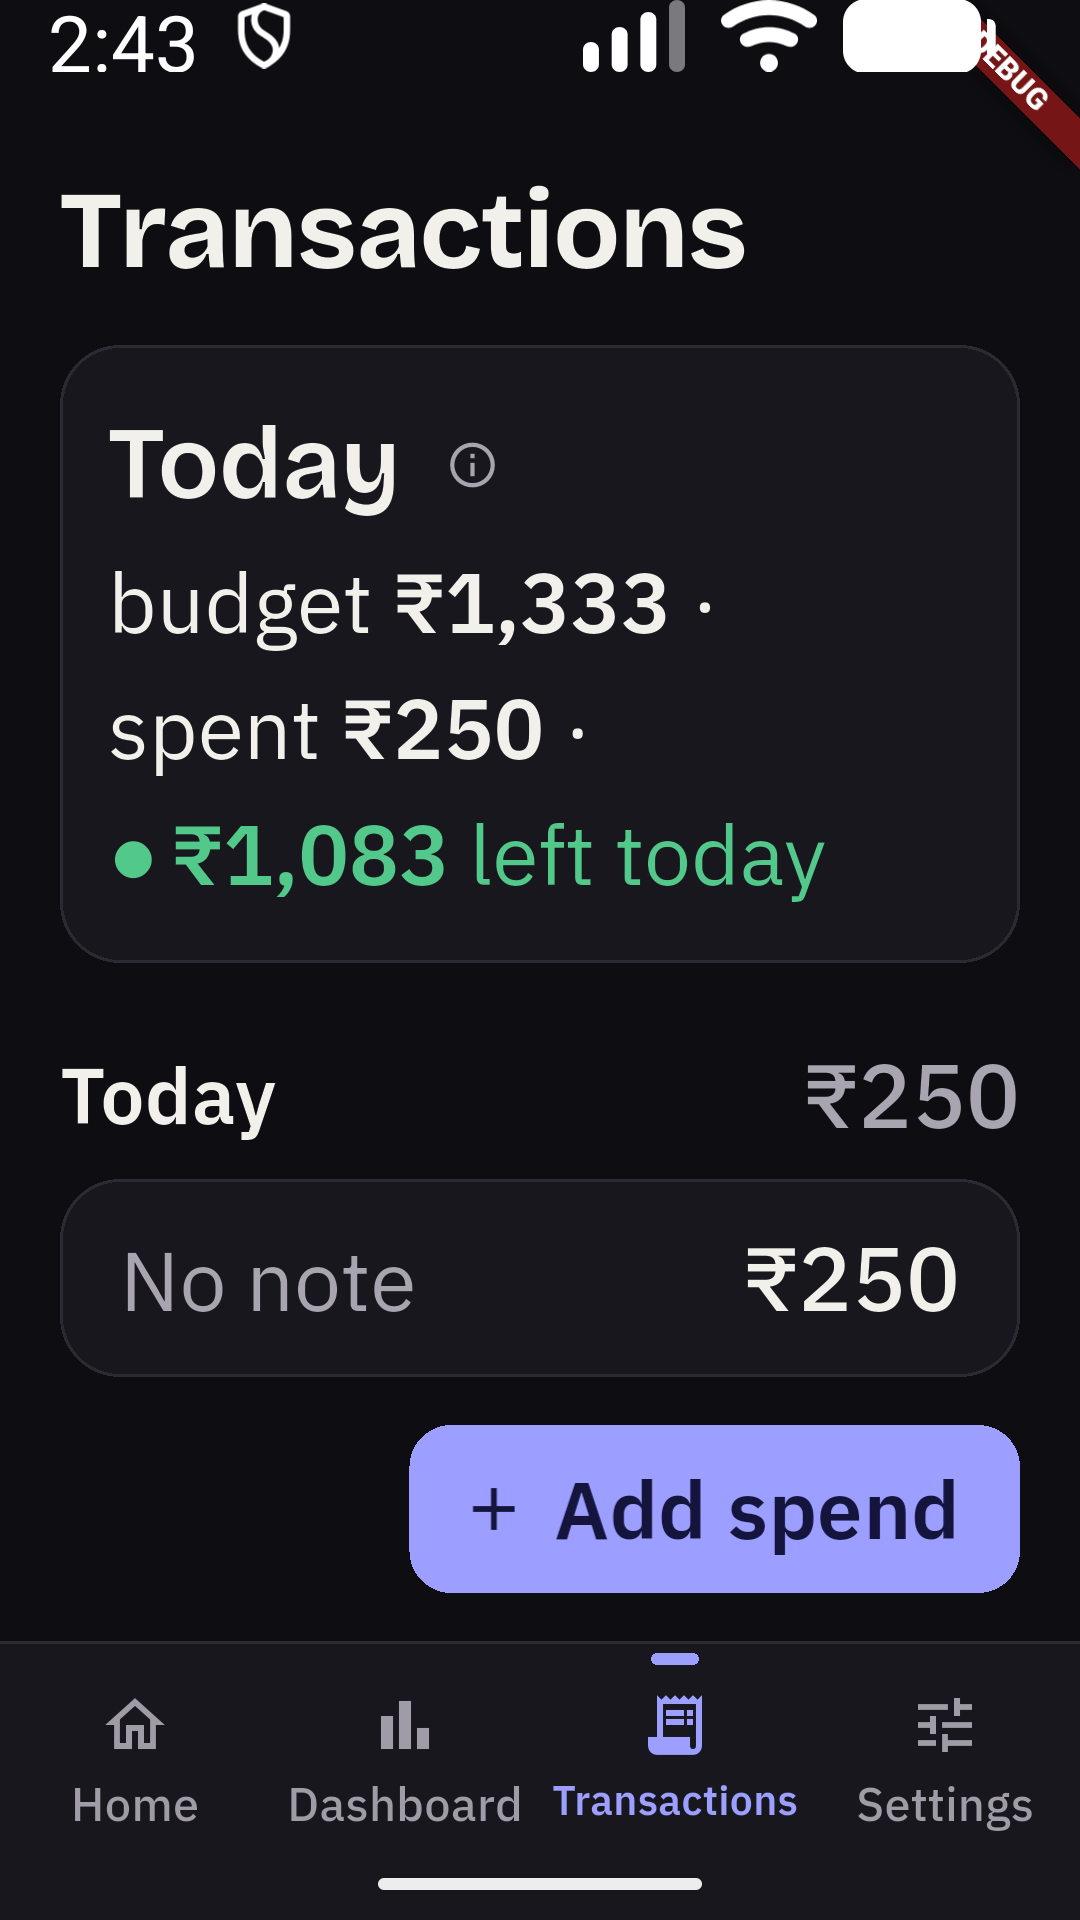 2:43
DEBUG
Transactions
Today
budget ₹1,333 ·
spent ₹250 ·
● ₹1,083 left today
Today ₹250
No note ₹250
+ Add spend
Home Dashboard Transactions Settings